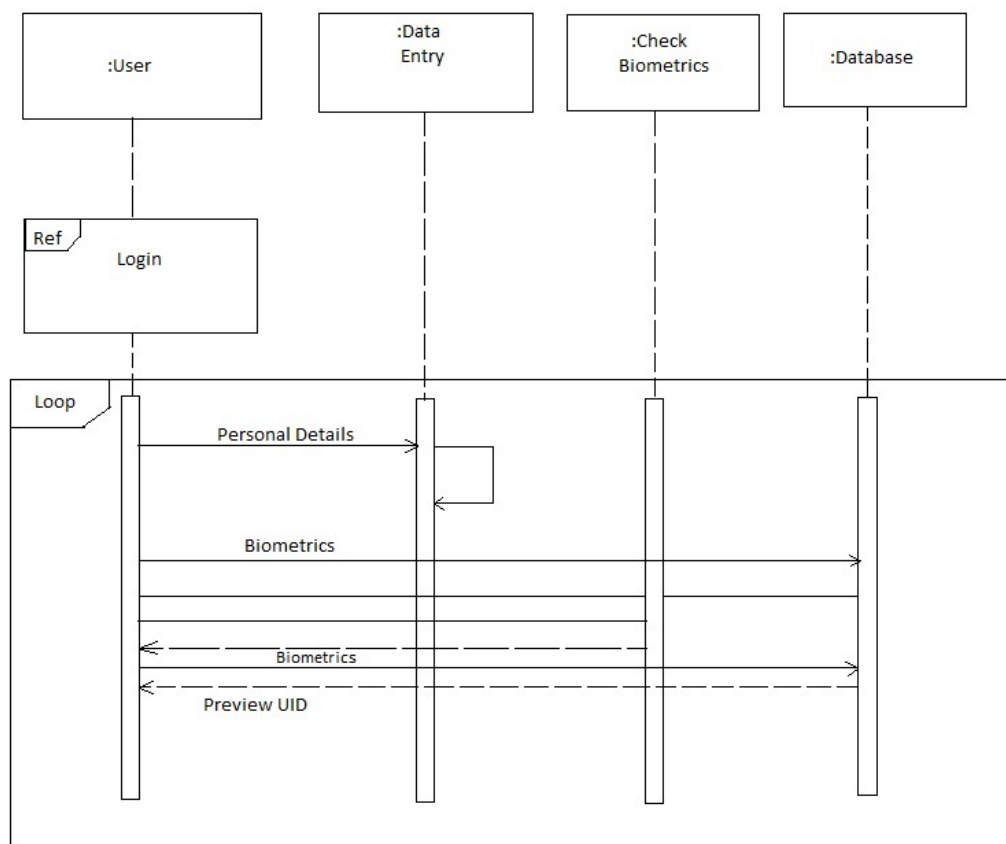 :User
:Data
Entry
:Check
Biometrics
:Database
Ref
Login
Loop
Personal Details
Biometrics
Biometrics
Preview UID